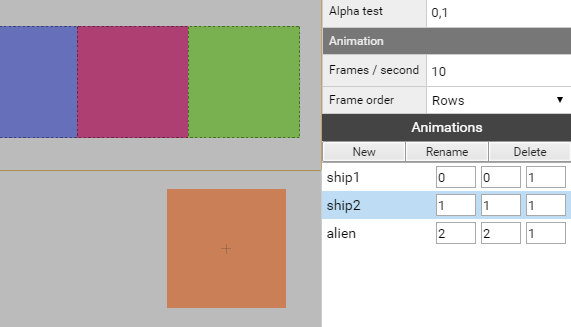 Alpha test 0,1
Animation
Frames / second 10
Frame order Rows
Animations
New Rename Delete
ship1 0 0 1
ship2 1 1 1
alien 2 2 1